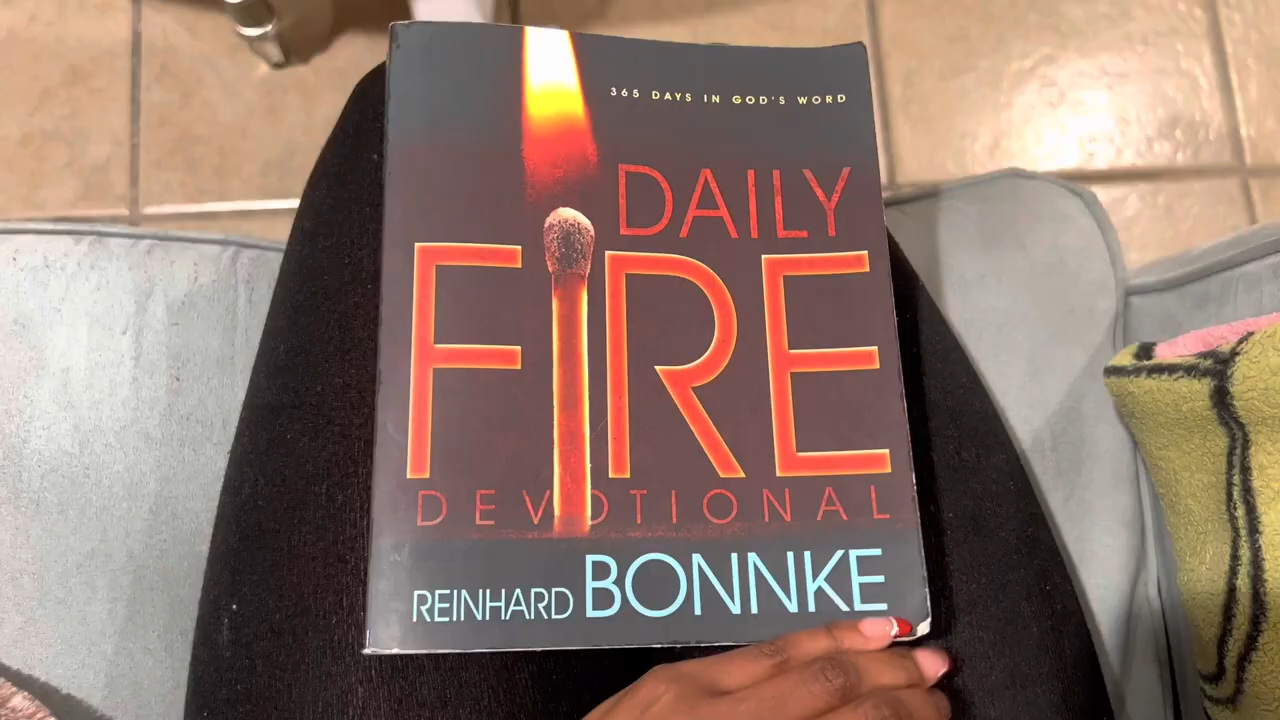 365 DAYS IN GOD'S WORD
DAILY
FIRE
DEVOTIONAL
REINHARD BONNKE